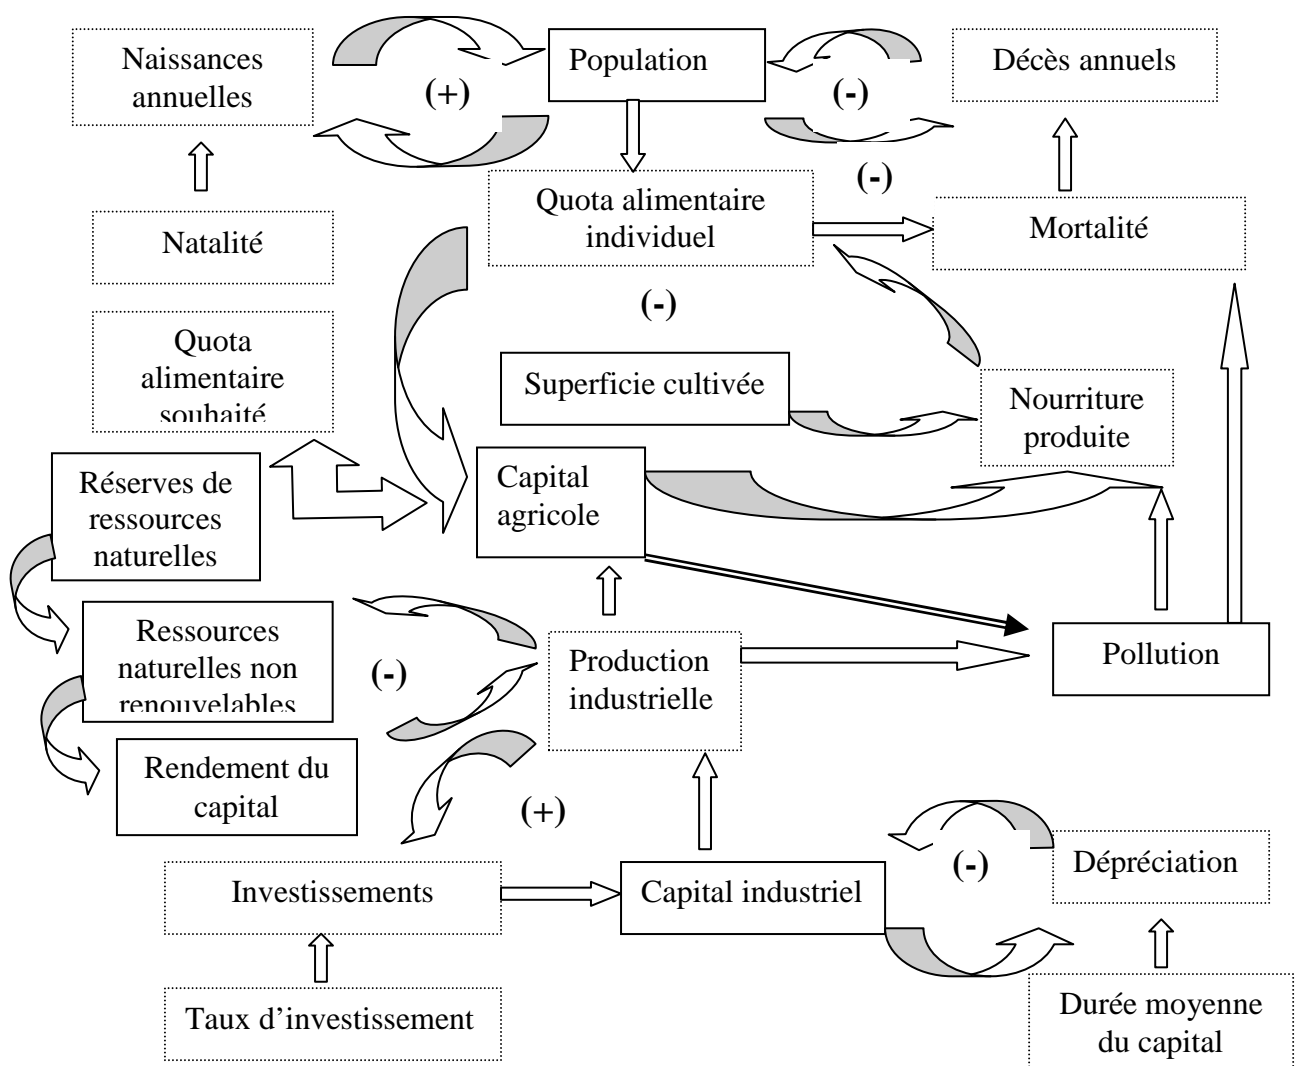 Naissances
annuelles
(+)
Population
(-)
Décès annuels
(-)
Natalité
Quota alimentaire
individuel
Mortalité
(-)
Quota
alimentaire
souhaité
Superficie cultivée
Nourriture
produite
Réserves de
ressources
naturelles
Capital
agricole
Ressources
naturelles non
renouvelables
(-)
Production
industrielle
Pollution
Rendement du
capital
(+)
Investissements
Capital industriel
(-)
Dépréciation
Taux d’investissement
Durée moyenne
du capital